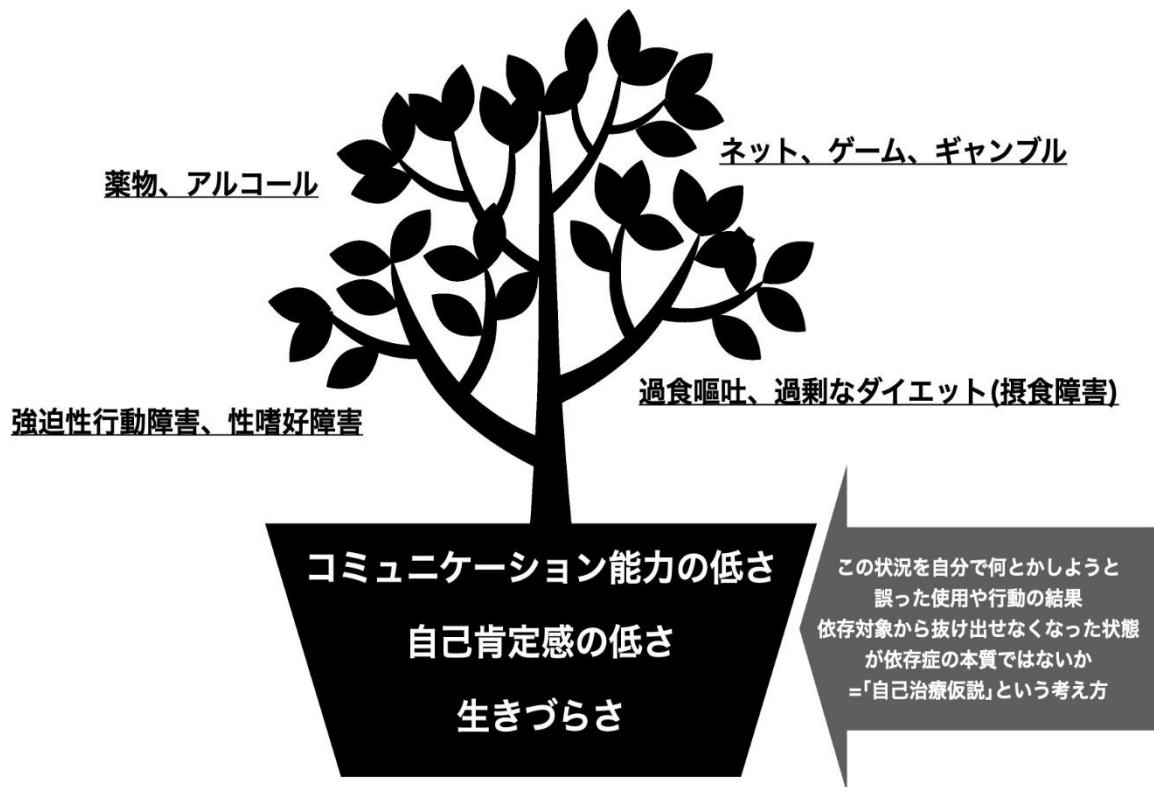 薬物、アルコール
ネット、ゲーム、ギャンブル
強迫性行動障害、性嗜好障害
過食嘔吐、過剰なダイエット(摂食障害)
コミュニケーション能力の低さ
自己肯定感の低さ
生きづらさ
この状況を自分で何とかしようと
誤った使用や行動の結果
依存対象から抜け出せなくなった状態
が依存症の本質ではないか
=｢自己治療仮説｣という考え方